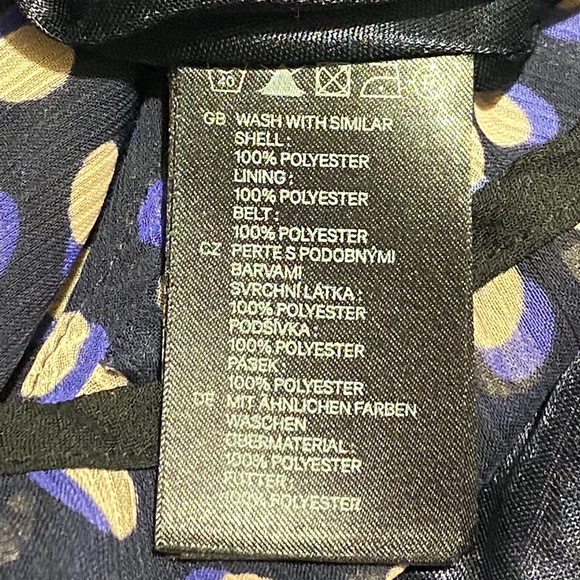 20
GB WASH WITH SIMILAR
SHELL:
100% POLYESTER
LINING:
100% POLYESTER
BELT:
100% POLYESTER
CZ PERTE S PODOBNÝMI
BARVAMI
SVRCHNÍ LÁTKA:
100% POLYESTER
PODŠÍVKA:
100% POLYESTER
PÁSEK:
100% POLYESTER
DE MIT ÄHNLICHEN FARBEN
WASCHEN
OBERMATERIAL:
100% POLYESTER
FUTTER:
100% POLYESTER